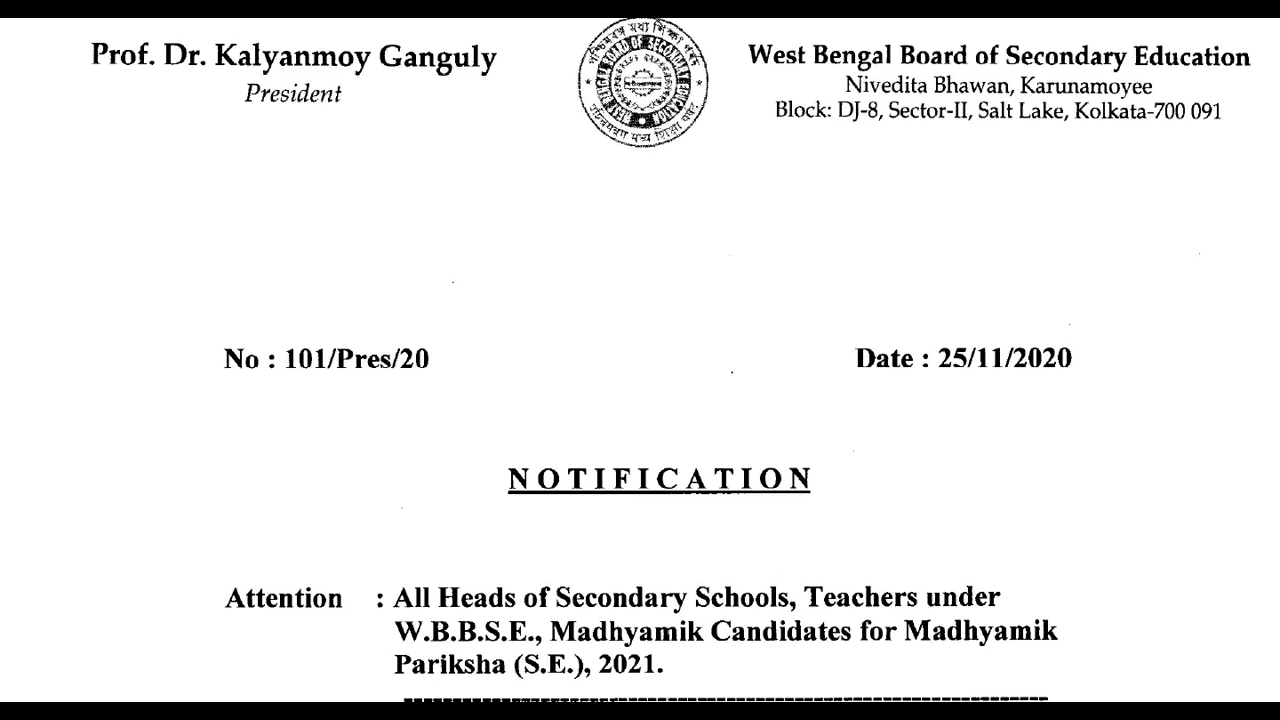 Prof. Dr. Kalyanmoy Ganguly
President
West Bengal Board of Secondary Education
Nivedita Bhawan, Karunamoyee
Block: DJ-8, Sector-II, Salt Lake, Kolkata-700 091
No : 101/Pres/20
Date : 25/11/2020
NOTIFICATION
Attention : All Heads of Secondary Schools, Teachers under
W.B.B.S.E., Madhyamik Candidates for Madhyamik
Pariksha (S.E.), 2021.